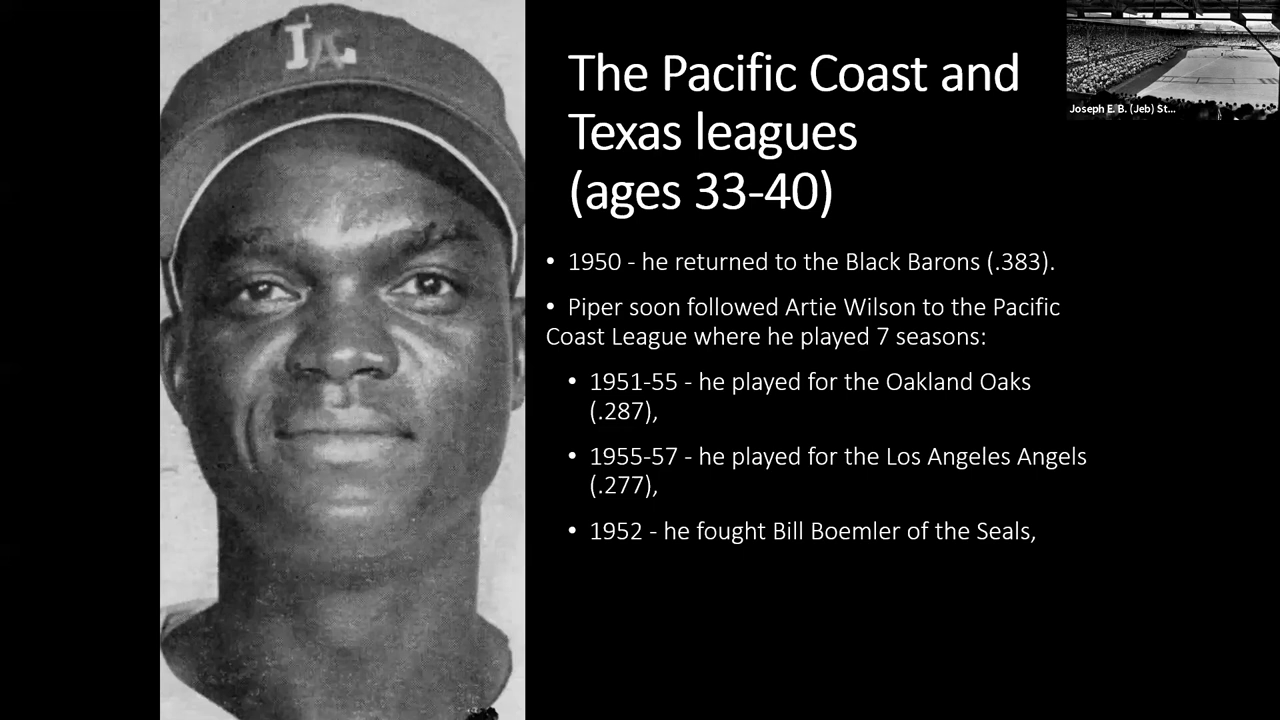 LA
The Pacific Coast and
Texas leagues
(ages 33-40)
Joseph E. B. (Jeb) St...
• 1950 - he returned to the Black Barons (.383).
• Piper soon followed Artie Wilson to the Pacific
Coast League where he played 7 seasons:
• 1951-55 - he played for the Oakland Oaks
(.287),
• 1955-57 - he played for the Los Angeles Angels
(.277),
• 1952 - he fought Bill Boemler of the Seals,